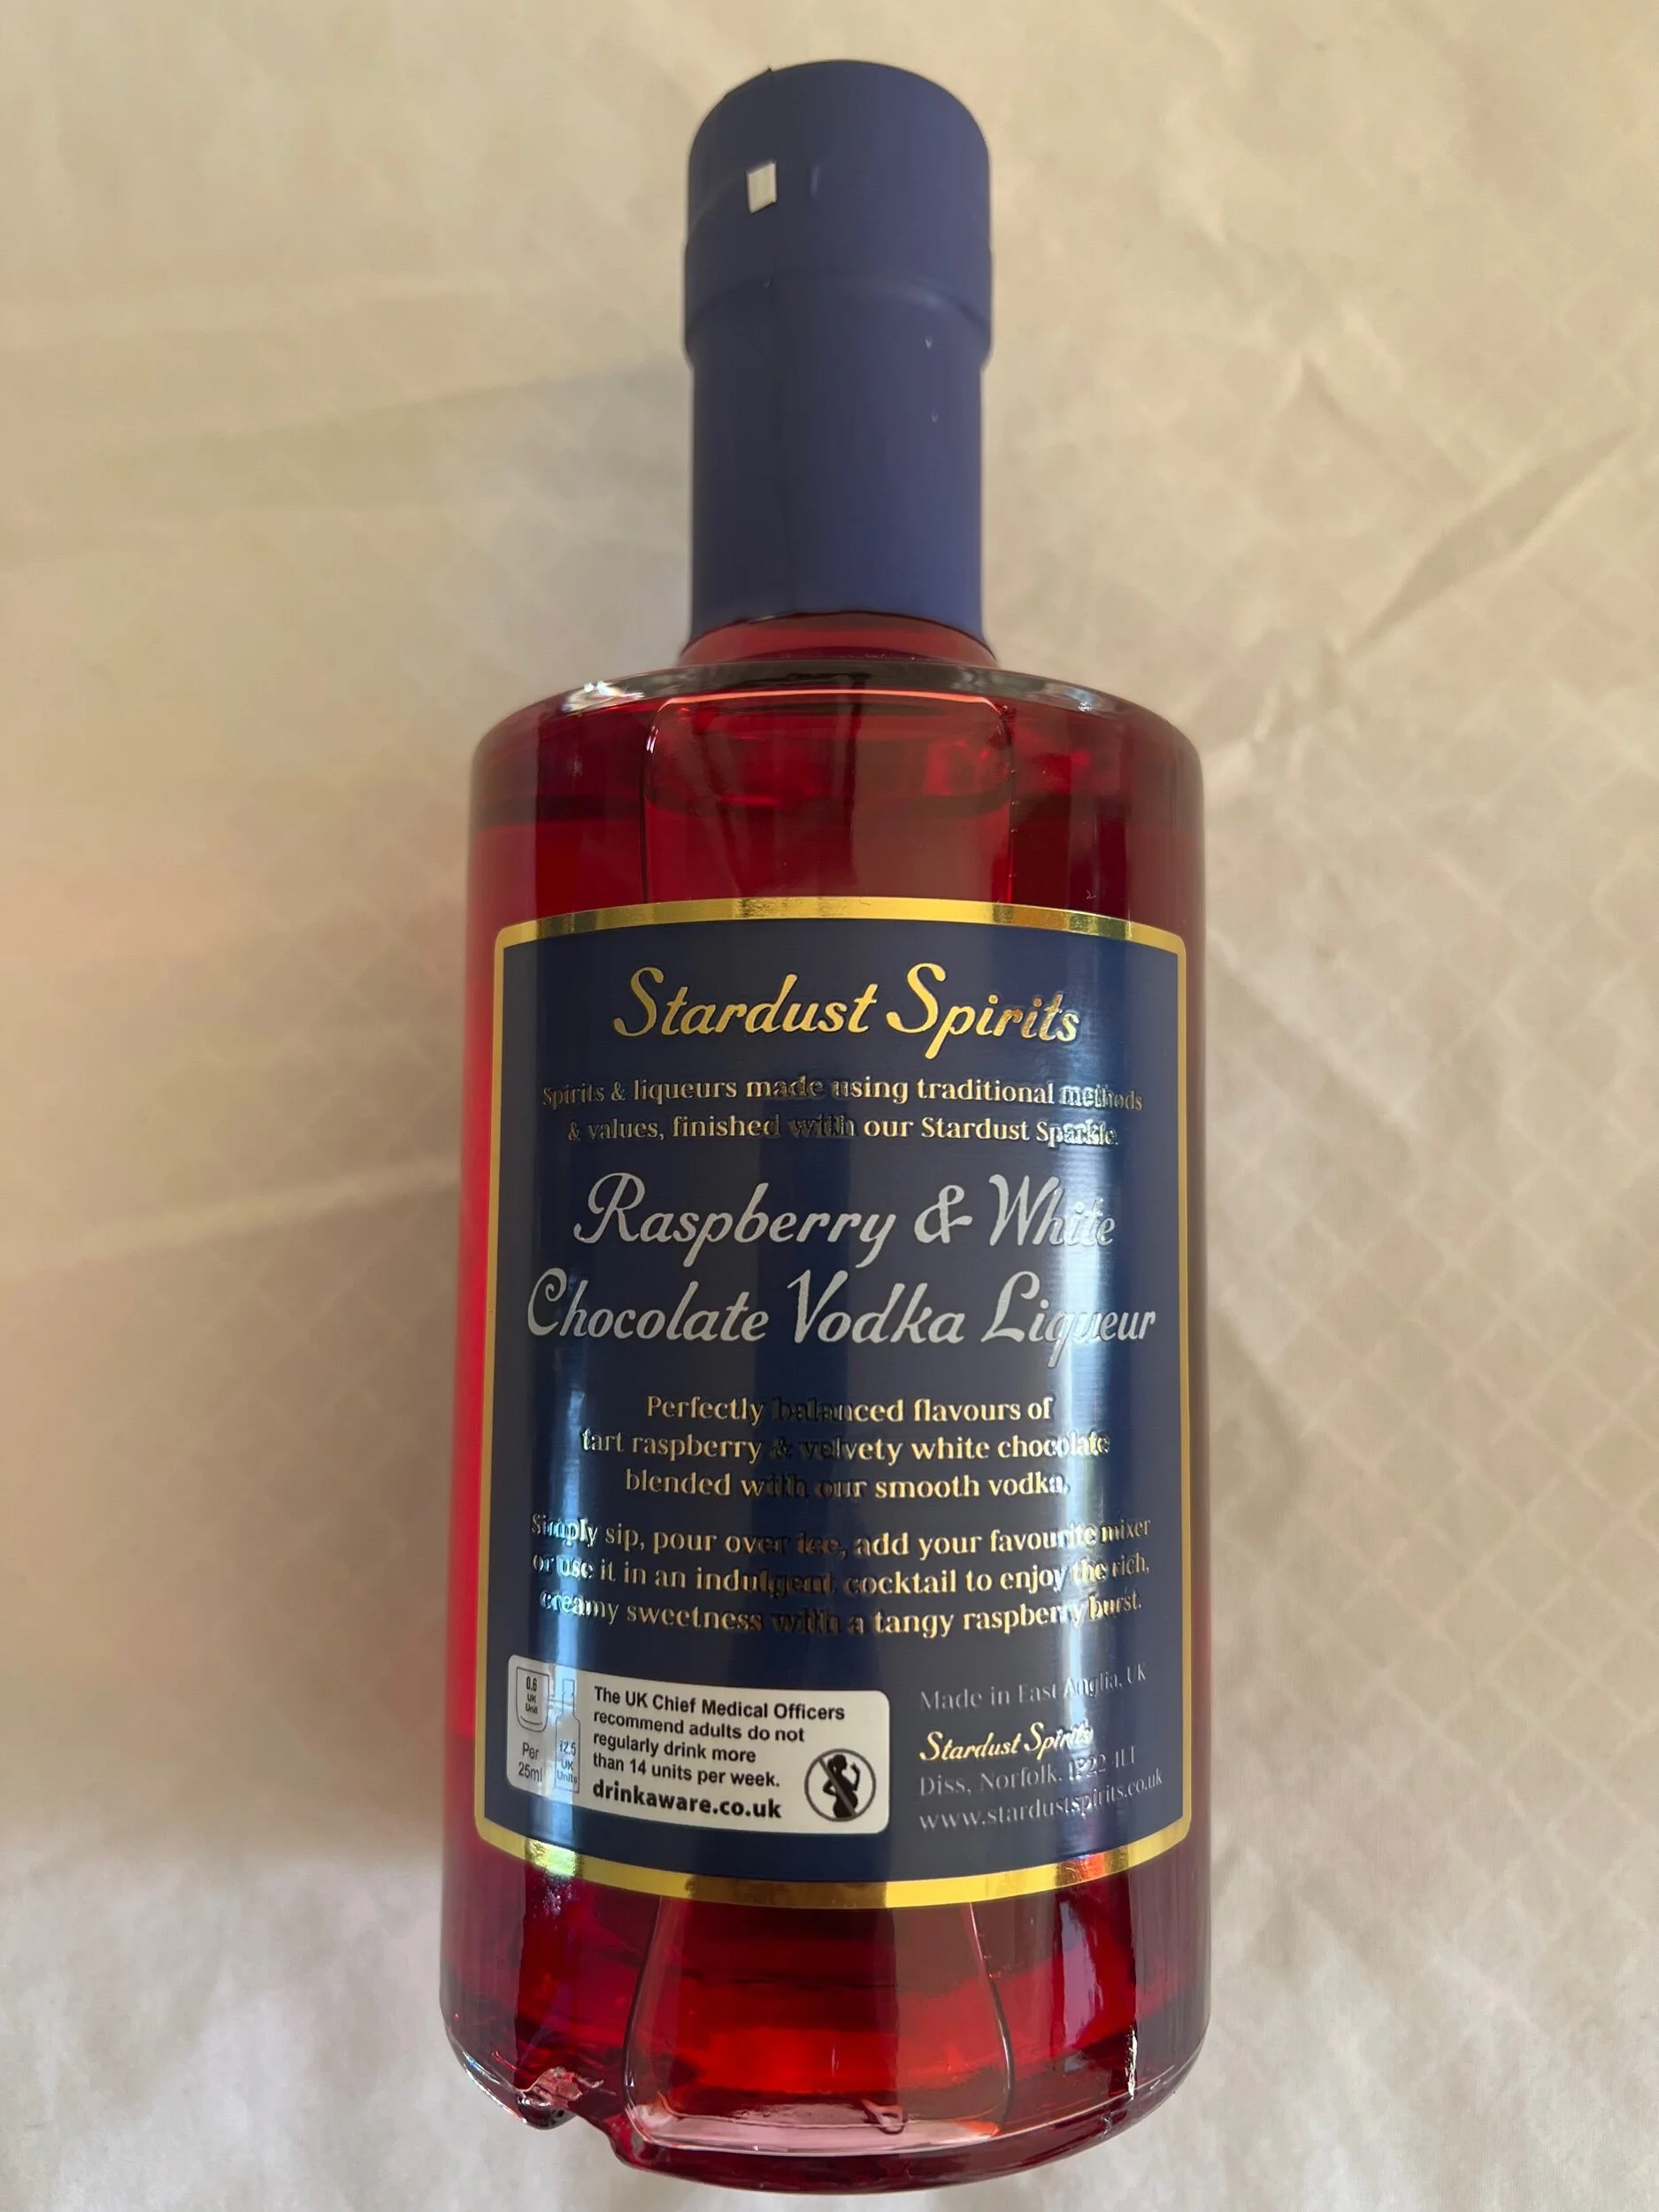 Stardust Spirits
Spirits & liqueurs made using traditional methods
& values, finished with our Stardust Sparkle.
Raspberry & White
Chocolate Vodka Liqueur
Perfectly balanced flavours of
tart raspberry & velvety white chocolate
blended with our smooth vodka.
Simply sip, pour over ice, add your favourite mixer
or use it in an indulgent cocktail to enjoy the rich,
creamy sweetness with a tangy raspberry burst.
0.6
UK
Unit
Per
25ml
12.5
UK
Units
The UK Chief Medical Officers
recommend adults do not
regularly drink more
than 14 units per week.
drinkaware.co.uk
Made in East Anglia, UK
Stardust Spirits
Diss, Norfolk. IP22
www.stardustspirits.co.uk